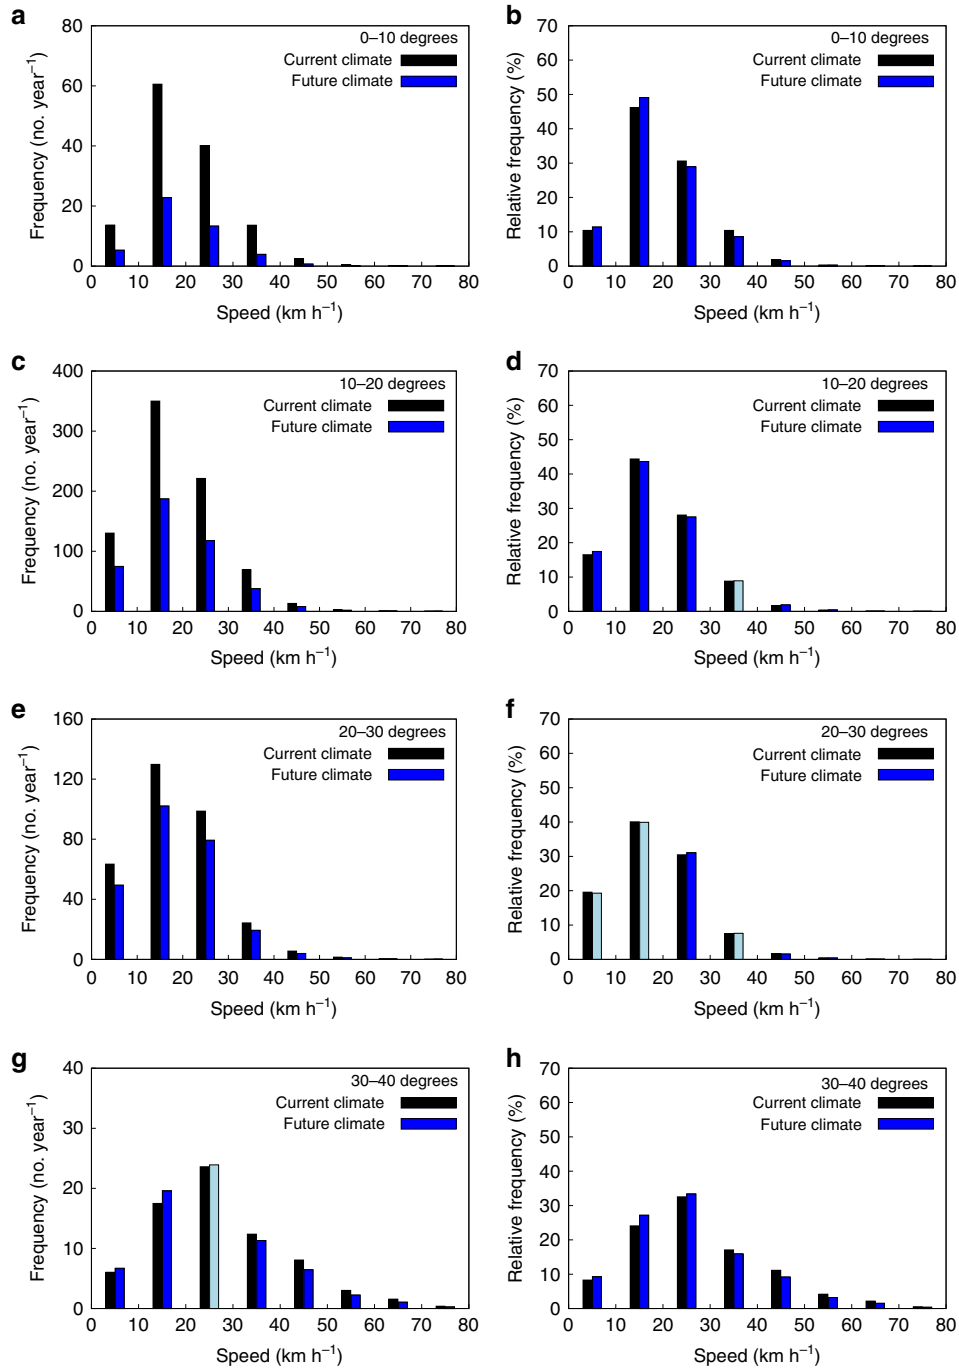 a
80
60
40
20
0
Frequency (no. year⁻¹)
0–10 degrees
Current climate
Future climate
0 10 20 30 40 50 60 70 80
Speed (km h⁻¹)
b
70
60
50
40
30
20
10
0
Relative frequency (%)
0–10 degrees
Current climate
Future climate
0 10 20 30 40 50 60 70 80
Speed (km h⁻¹)
c
400
300
200
100
0
Frequency (no. year⁻¹)
10–20 degrees
Current climate
Future climate
0 10 20 30 40 50 60 70 80
Speed (km h⁻¹)
d
70
60
50
40
30
20
10
0
Relative frequency (%)
10–20 degrees
Current climate
Future climate
0 10 20 30 40 50 60 70 80
Speed (km h⁻¹)
e
160
120
80
40
0
Frequency (no. year⁻¹)
20–30 degrees
Current climate
Future climate
0 10 20 30 40 50 60 70 80
Speed (km h⁻¹)
f
70
60
50
40
30
20
10
0
Relative frequency (%)
20–30 degrees
Current climate
Future climate
0 10 20 30 40 50 60 70 80
Speed (km h⁻¹)
g
40
30
20
10
0
Frequency (no. year⁻¹)
30–40 degrees
Current climate
Future climate
0 10 20 30 40 50 60 70 80
Speed (km h⁻¹)
h
70
60
50
40
30
20
10
0
Relative frequency (%)
30–40 degrees
Current climate
Future climate
0 10 20 30 40 50 60 70 80
Speed (km h⁻¹)